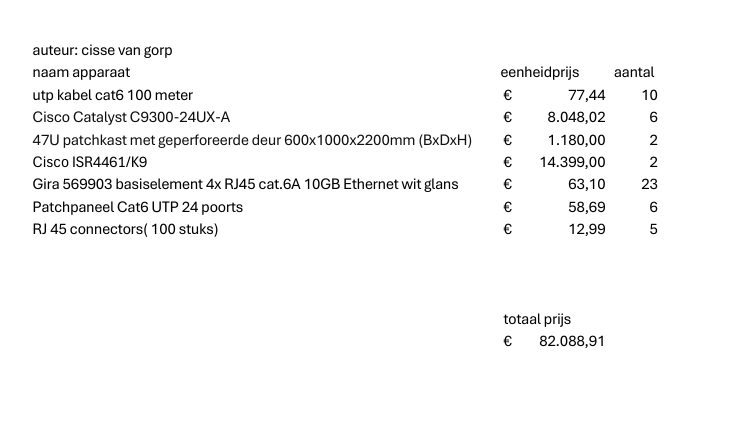 auteur: cisse van gorp
naam apparaat eenheidprijs aantal
utp kabel cat6 100 meter € 77,44 10
Cisco Catalyst C9300-24UX-A € 8.048,02 6
47U patchkast met geperforeerde deur 600x1000x2200mm (BxDxH) € 1.180,00 2
Cisco ISR4461/K9 € 14.399,00 2
Gira 569903 basiselement 4x RJ45 cat.6A 10GB Ethernet wit glans € 63,10 23
Patchpaneel Cat6 UTP 24 poorts € 58,69 6
RJ 45 connectors( 100 stuks) € 12,99 5
totaal prijs
€ 82.088,91